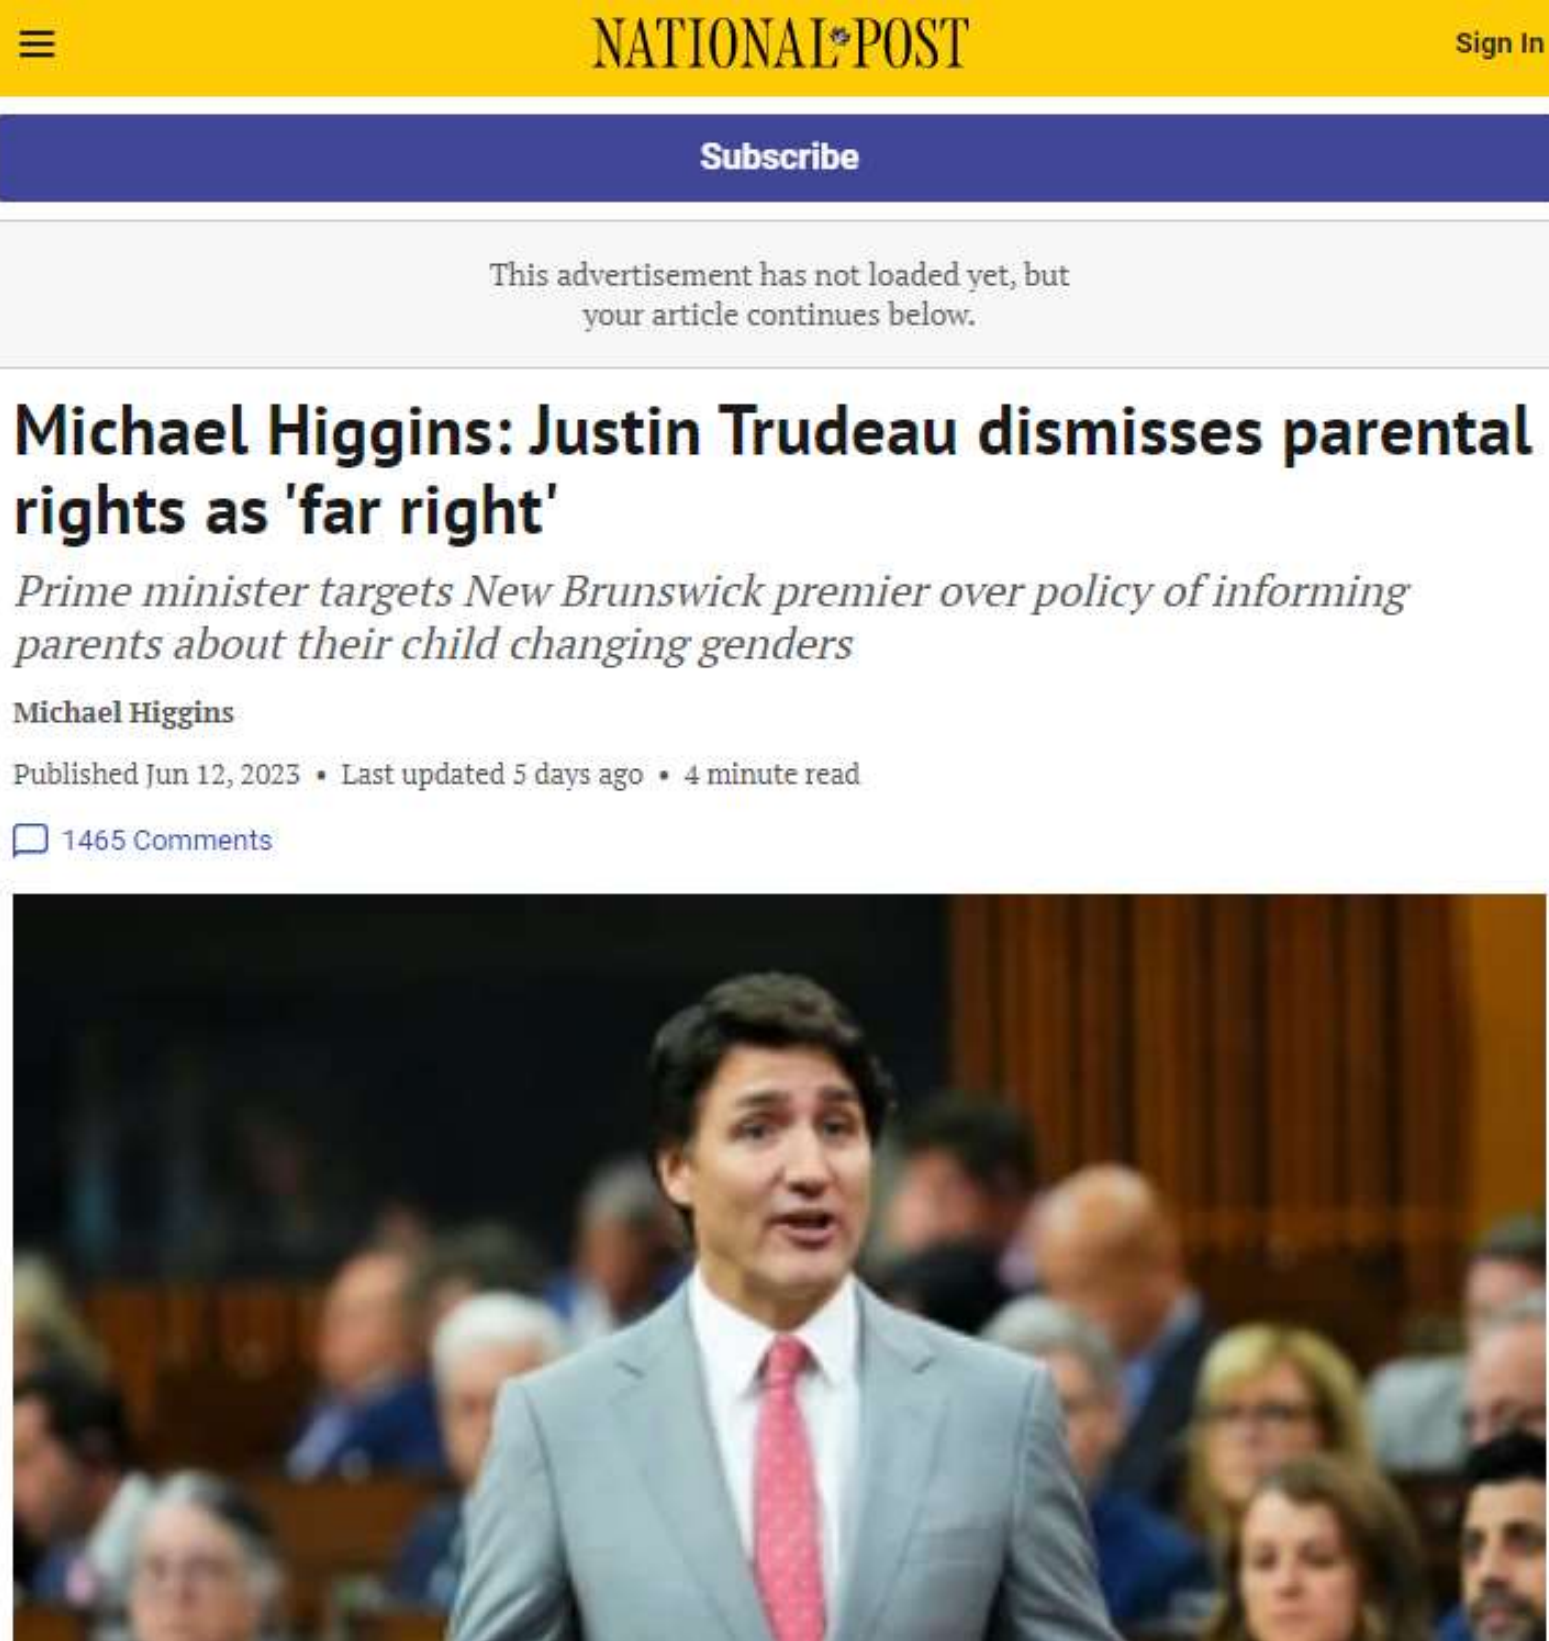 NATIONAL POST
Sign In
Subscribe
This advertisement has not loaded yet, but
your article continues below.
Michael Higgins: Justin Trudeau dismisses parental
rights as 'far right'
Prime minister targets New Brunswick premier over policy of informing
parents about their child changing genders
Michael Higgins
Published Jun 12, 2023 • Last updated 5 days ago • 4 minute read
1465 Comments